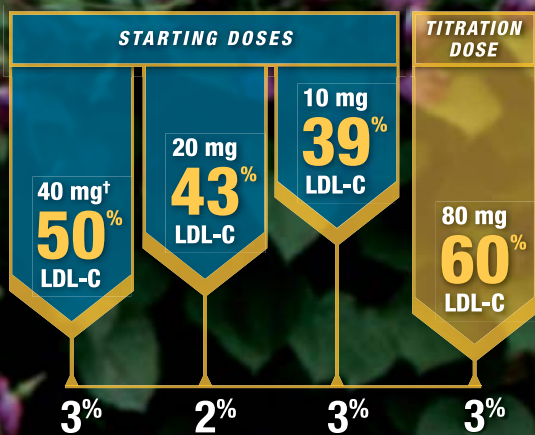 STARTING DOSES
TITRATION
DOSE
40 mg†
50%
LDL-C
20 mg
43%
LDL-C
10 mg
39%
LDL-C
80 mg
60%
LDL-C
3%
2%
3%
3%